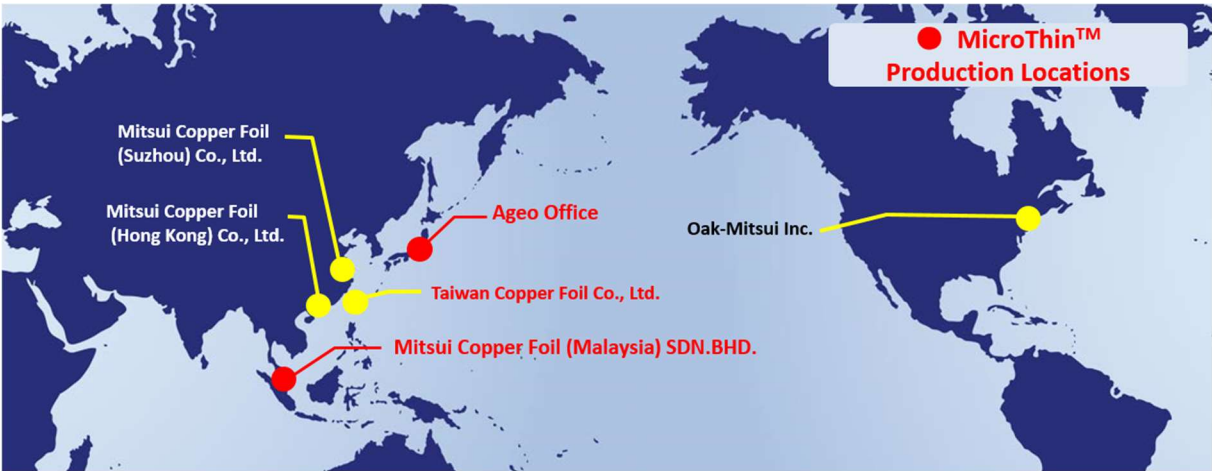 MicroThin™
Production Locations
Mitsui Copper Foil
(Suzhou) Co., Ltd.
Mitsui Copper Foil
(Hong Kong) Co., Ltd.
Ageo Office
Oak-Mitsui Inc.
Taiwan Copper Foil Co., Ltd.
Mitsui Copper Foil (Malaysia) SDN.BHD.